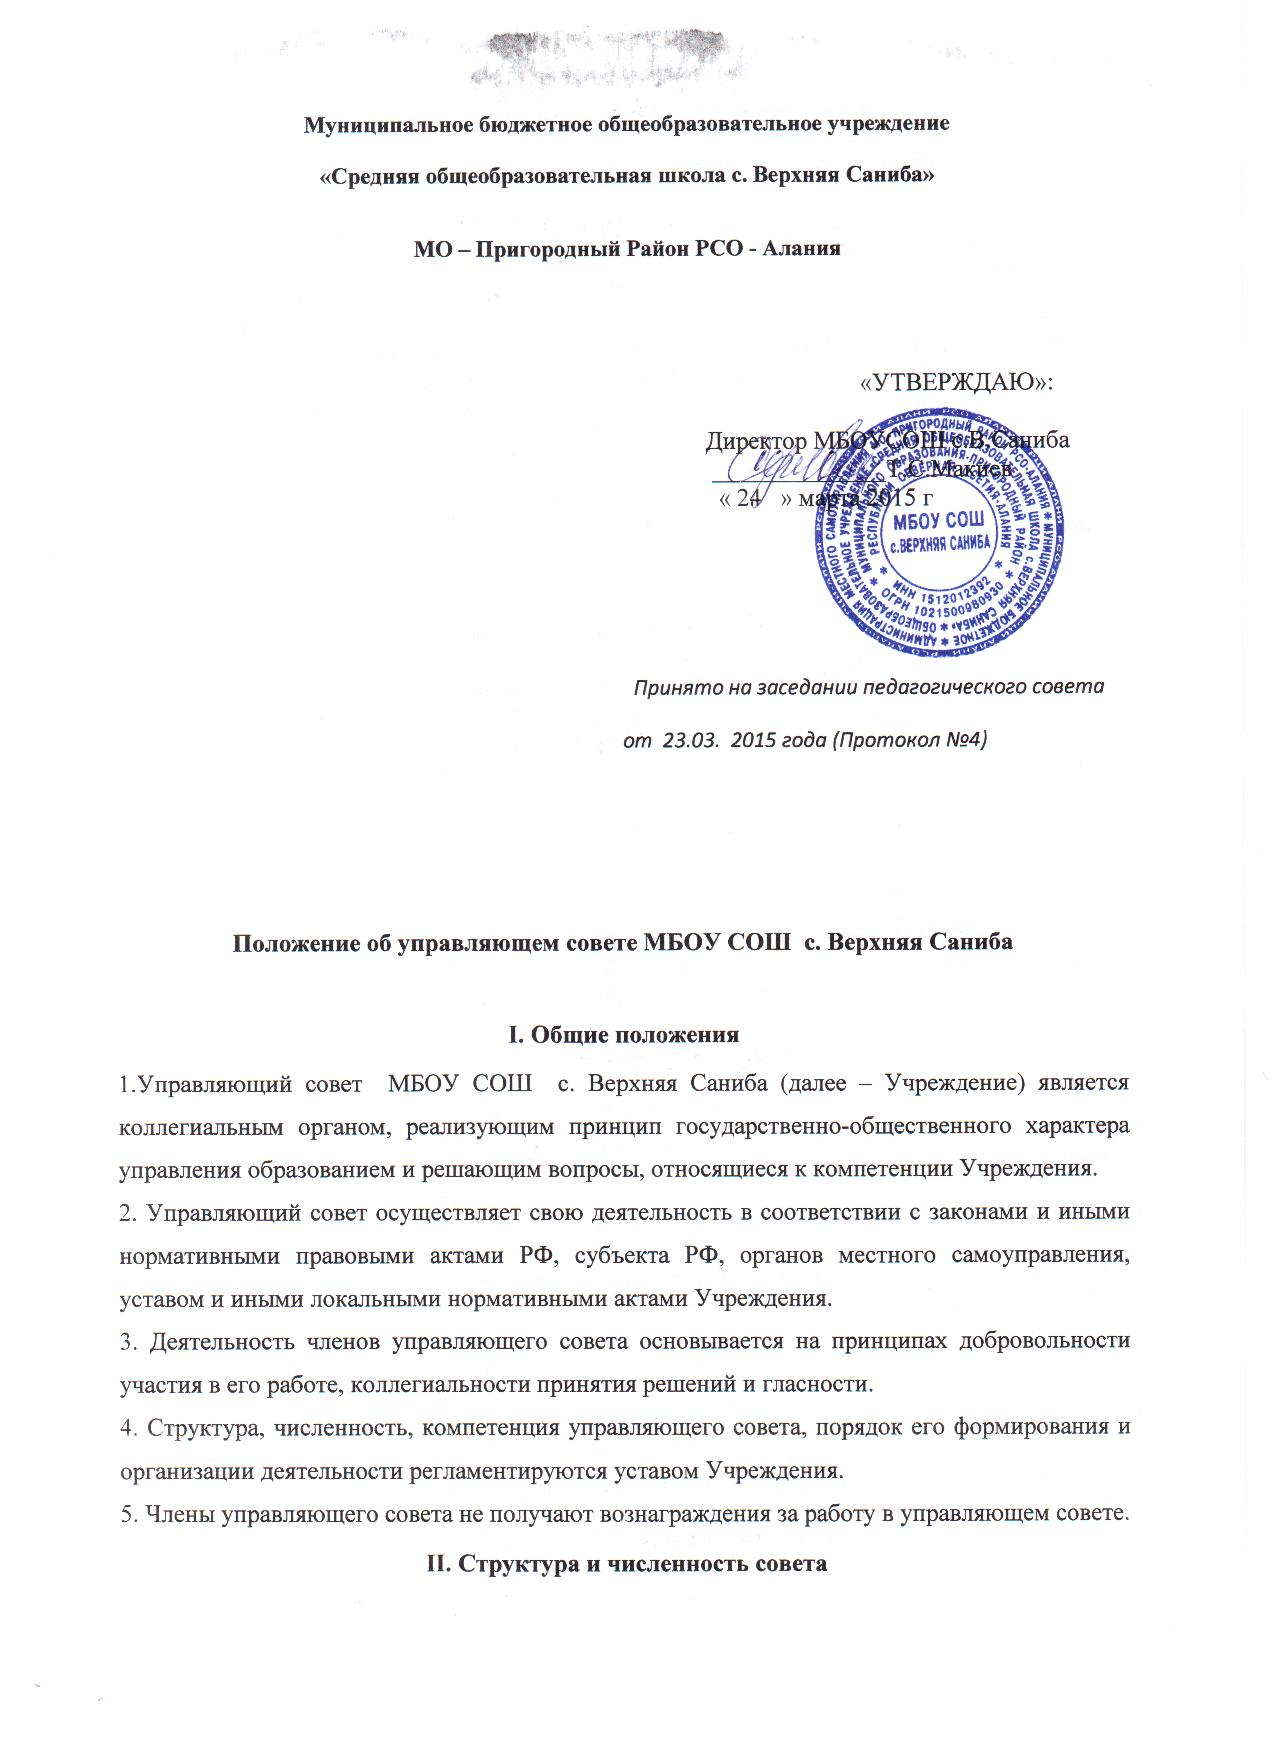 Муниципальное бюджетное общеобразовательное учреждение
«Средняя общеобразовательная школа с. Верхняя Саниба»
МО – Пригородный Район РСО - Алания
«УТВЕРЖДАЮ»:
Директор МБОУСОШ с.В.Саниба
Т.С.Макиев
« 24 » марта 2015 г
МБОУ СОШ
с.ВЕРХНЯЯ САНИБА
ИНН 1512012392
ОГРН 1021500980930
Принято на заседании педагогического совета
от 23.03. 2015 года (Протокол №4)
Положение об управляющем совете МБОУ СОШ с. Верхняя Саниба
I. Общие положения
1.Управляющий совет МБОУ СОШ с. Верхняя Саниба (далее – Учреждение) является
коллегиальным органом, реализующим принцип государственно-общественного характера
управления образованием и решающим вопросы, относящиеся к компетенции Учреждения.
2. Управляющий совет осуществляет свою деятельность в соответствии с законами и иными
нормативными правовыми актами РФ, субъекта РФ, органов местного самоуправления,
уставом и иными локальными нормативными актами Учреждения.
3. Деятельность членов управляющего совета основывается на принципах добровольности
участия в его работе, коллегиальности принятия решений и гласности.
4. Структура, численность, компетенция управляющего совета, порядок его формирования и
организации деятельности регламентируются уставом Учреждения.
5. Члены управляющего совета не получают вознаграждения за работу в управляющем совете.
II. Структура и численность совета